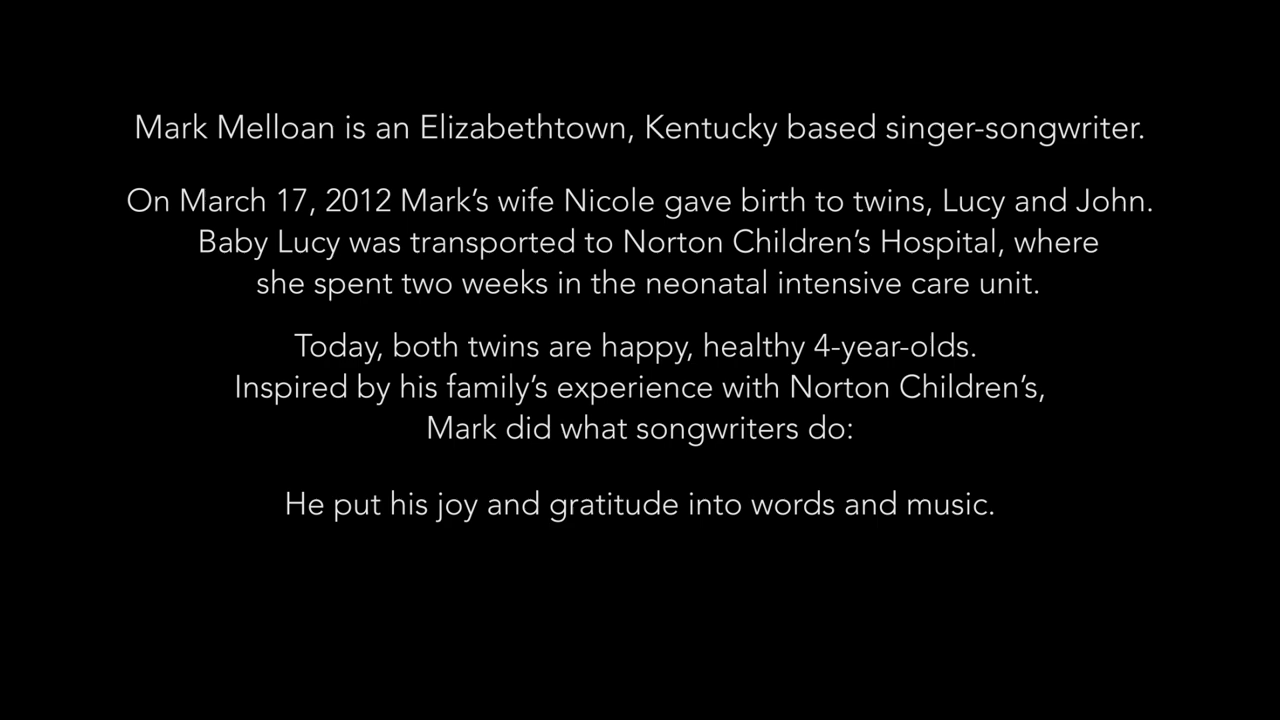 Mark Melloan is an Elizabethtown, Kentucky based singer-songwriter.
On March 17, 2012 Mark’s wife Nicole gave birth to twins, Lucy and John.
Baby Lucy was transported to Norton Children’s Hospital, where
she spent two weeks in the neonatal intensive care unit.
Today, both twins are happy, healthy 4-year-olds.
Inspired by his family’s experience with Norton Children’s,
Mark did what songwriters do:
He put his joy and gratitude into words and music.